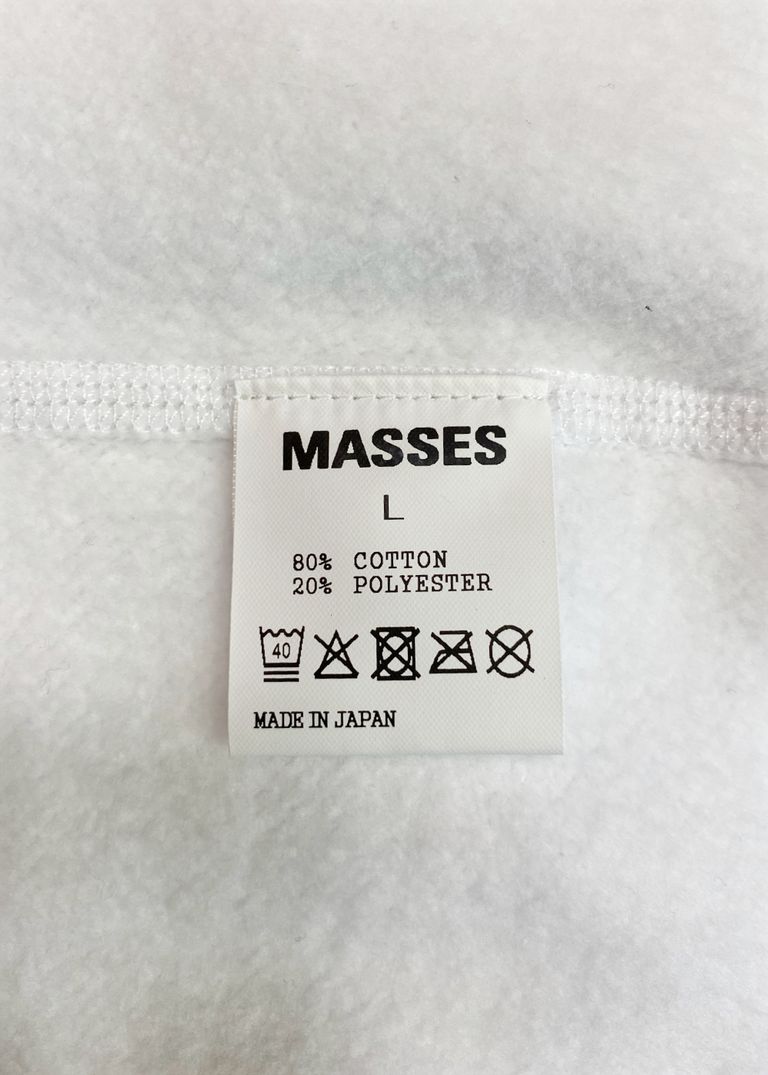 MASSES
L
80% COTTON
20% POLYESTER
40
MADE IN JAPAN